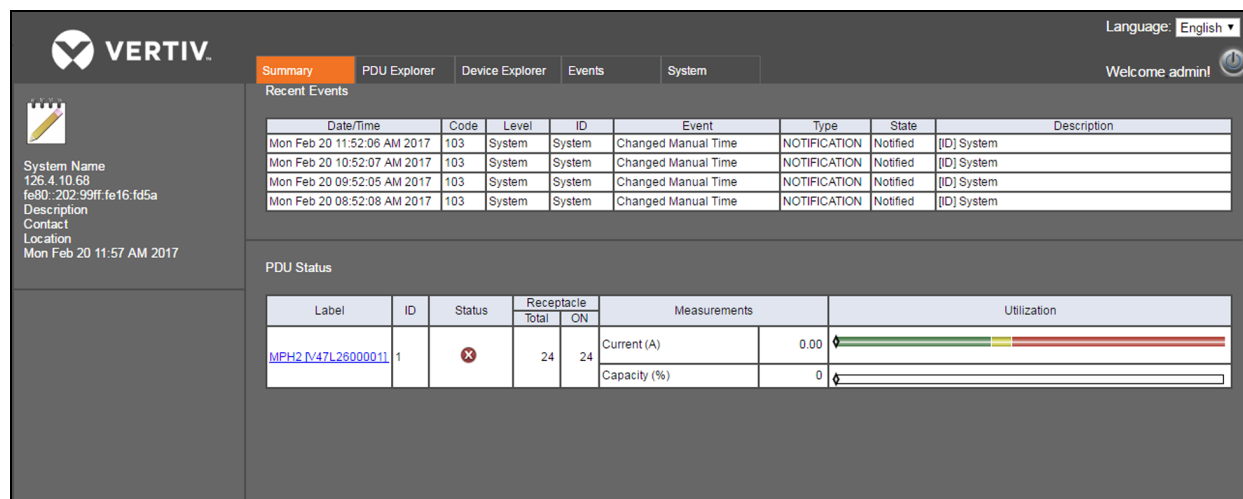 Language: English
VERTIV™
Summary PDU Explorer Device Explorer Events System
Welcome admin!
System Name
126.4.10.68
fe80::202:99ff:fe16:fd5a
Description
Contact
Location
Mon Feb 20 11:57 AM 2017
Recent Events
Date/Time Code Level ID Event Type State Description
Mon Feb 20 11:52:06 AM 2017 103 System System Changed Manual Time NOTIFICATION Notified [ID] System
Mon Feb 20 10:52:07 AM 2017 103 System System Changed Manual Time NOTIFICATION Notified [ID] System
Mon Feb 20 09:52:05 AM 2017 103 System System Changed Manual Time NOTIFICATION Notified [ID] System
Mon Feb 20 08:52:08 AM 2017 103 System System Changed Manual Time NOTIFICATION Notified [ID] System
PDU Status
Label ID Status Receptacle Measurements Utilization
Total ON
MPH2 [V47L2600001] 1 24 24
Current (A) 0.00
Capacity (%) 0